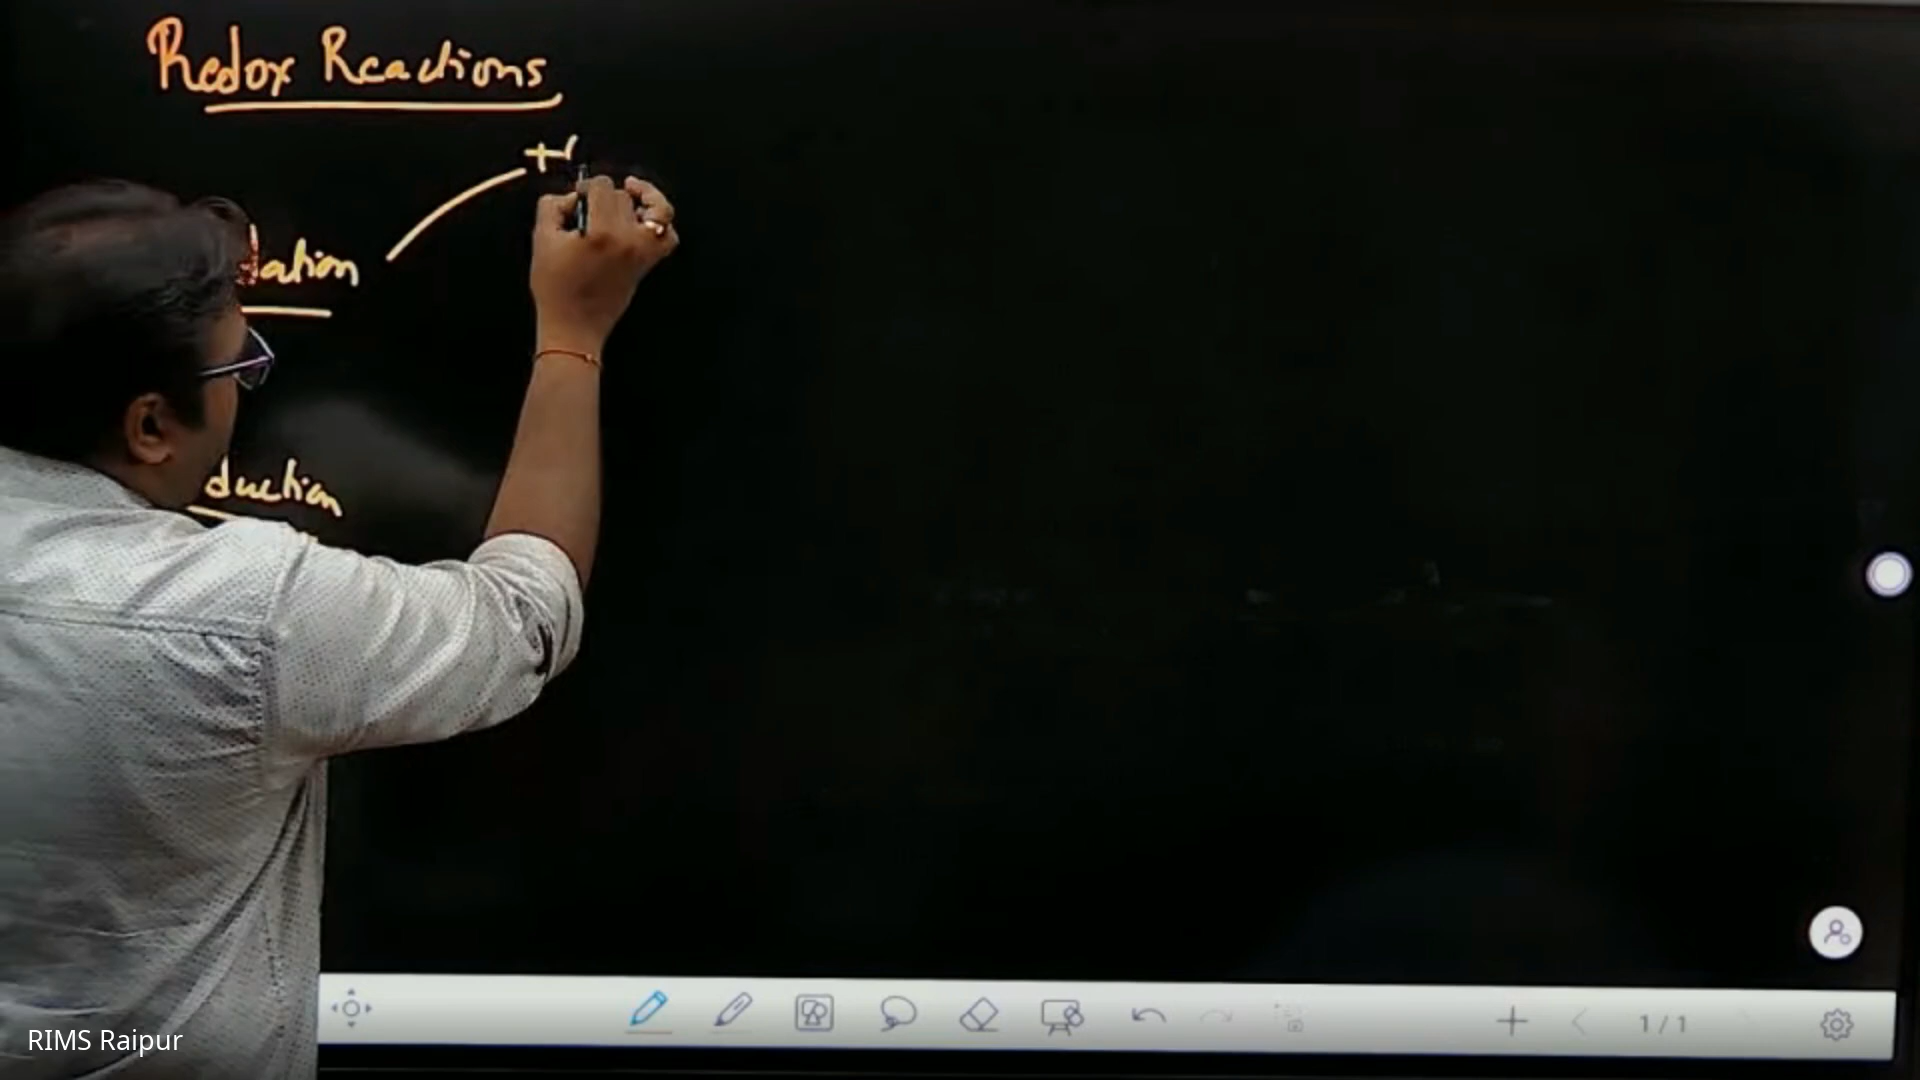 Redox Reactions
dation
duction
1/1
RIMS Raipur